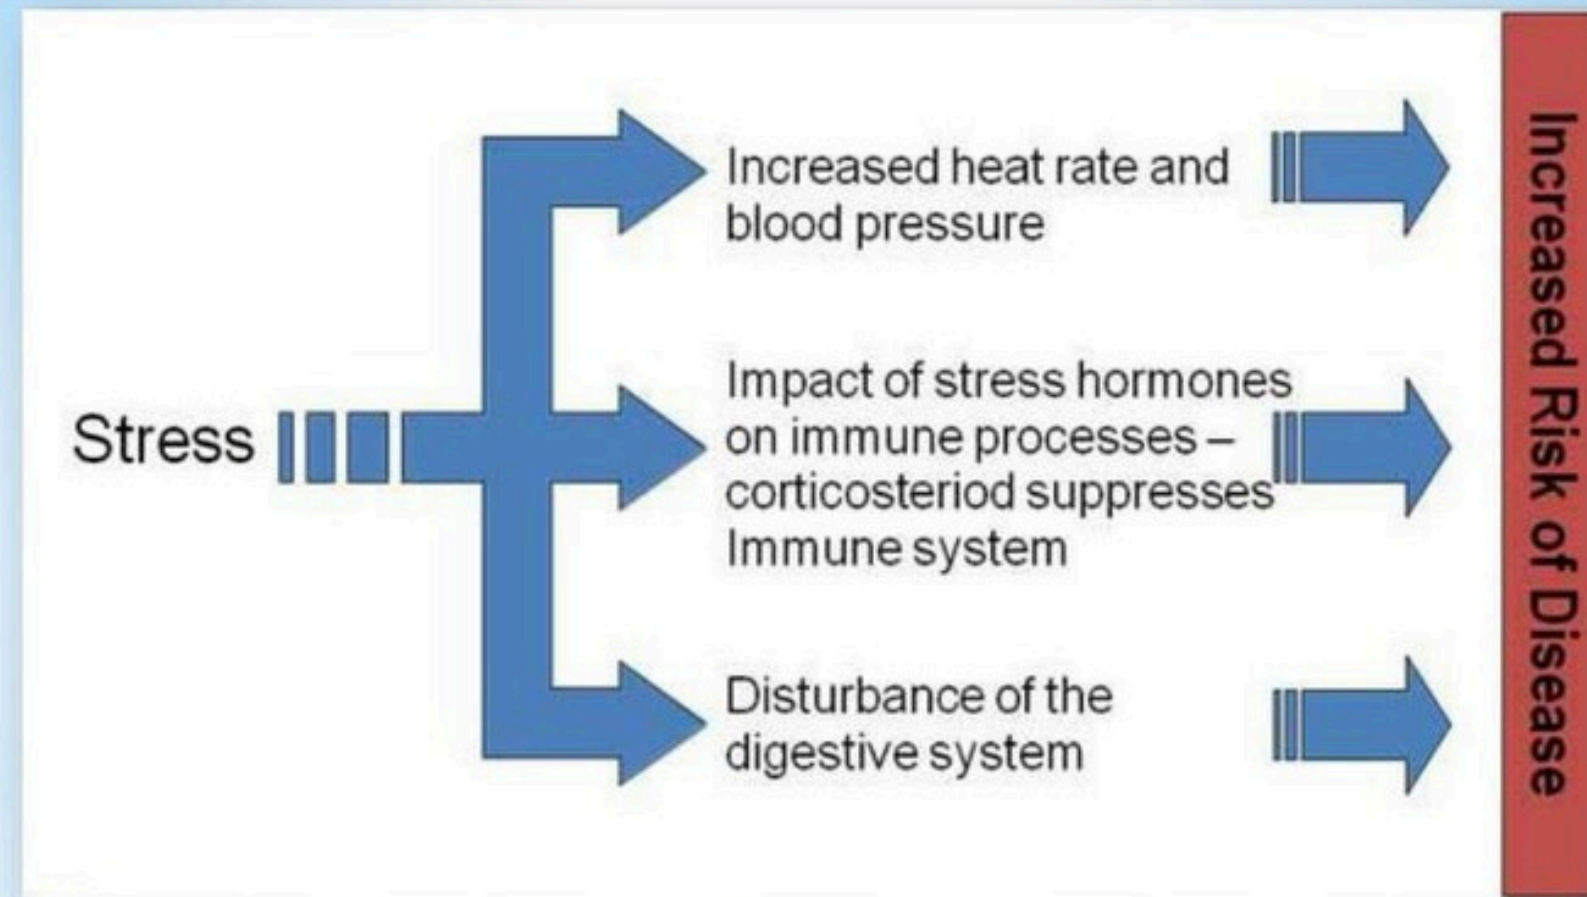 Stress
Increased heat rate and
blood pressure
Impact of stress hormones
on immune processes –
corticosteriod suppresses
Immune system
Disturbance of the
digestive system
Increased Risk of Disease